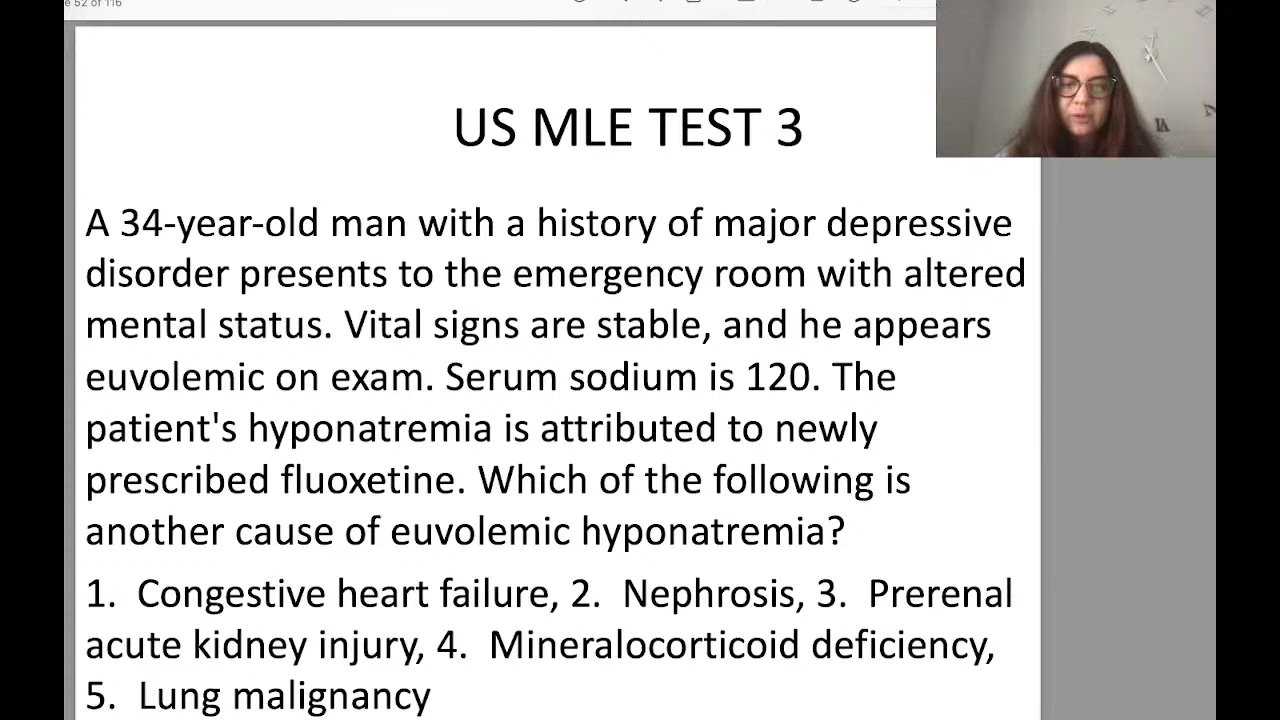 e 52 of 116
US MLE TEST 3
A 34-year-old man with a history of major depressive
disorder presents to the emergency room with altered
mental status. Vital signs are stable, and he appears
euvolemic on exam. Serum sodium is 120. The
patient's hyponatremia is attributed to newly
prescribed fluoxetine. Which of the following is
another cause of euvolemic hyponatremia?
1.  Congestive heart failure, 2.  Nephrosis, 3.  Prerenal
acute kidney injury, 4.  Mineralocorticoid deficiency,
5.  Lung malignancy